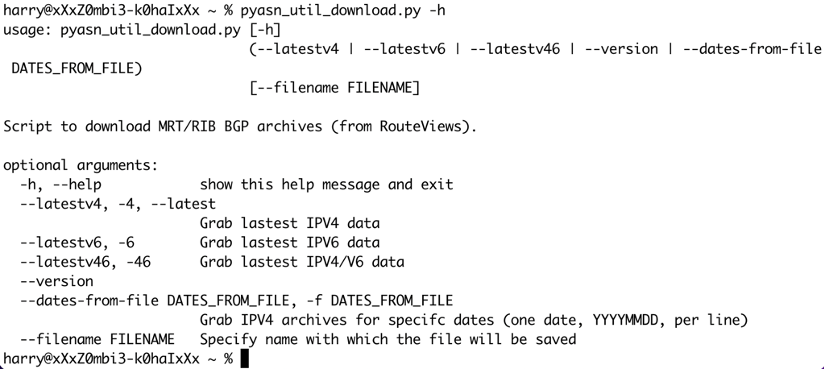 harry@xXxZ0mbi3-k0haIxXx ~ % pyasn_util_download.py -h
usage: pyasn_util_download.py [-h]
(--latestv4 | --latestv6 | --latestv46 | --version | --dates-from-file
DATES_FROM_FILE)
[--filename FILENAME]
Script to download MRT/RIB BGP archives (from RouteViews).
optional arguments:
-h, --help show this help message and exit
--latestv4, -4, --latest
Grab lastest IPV4 data
--latestv6, -6 Grab lastest IPV6 data
--latestv46, -46 Grab lastest IPV4/V6 data
--version
--dates-from-file DATES_FROM_FILE, -f DATES_FROM_FILE
Grab IPV4 archives for specifc dates (one date, YYYYMMDD, per line)
--filename FILENAME Specify name with which the file will be saved
harry@xXxZ0mbi3-k0haIxXx ~ %